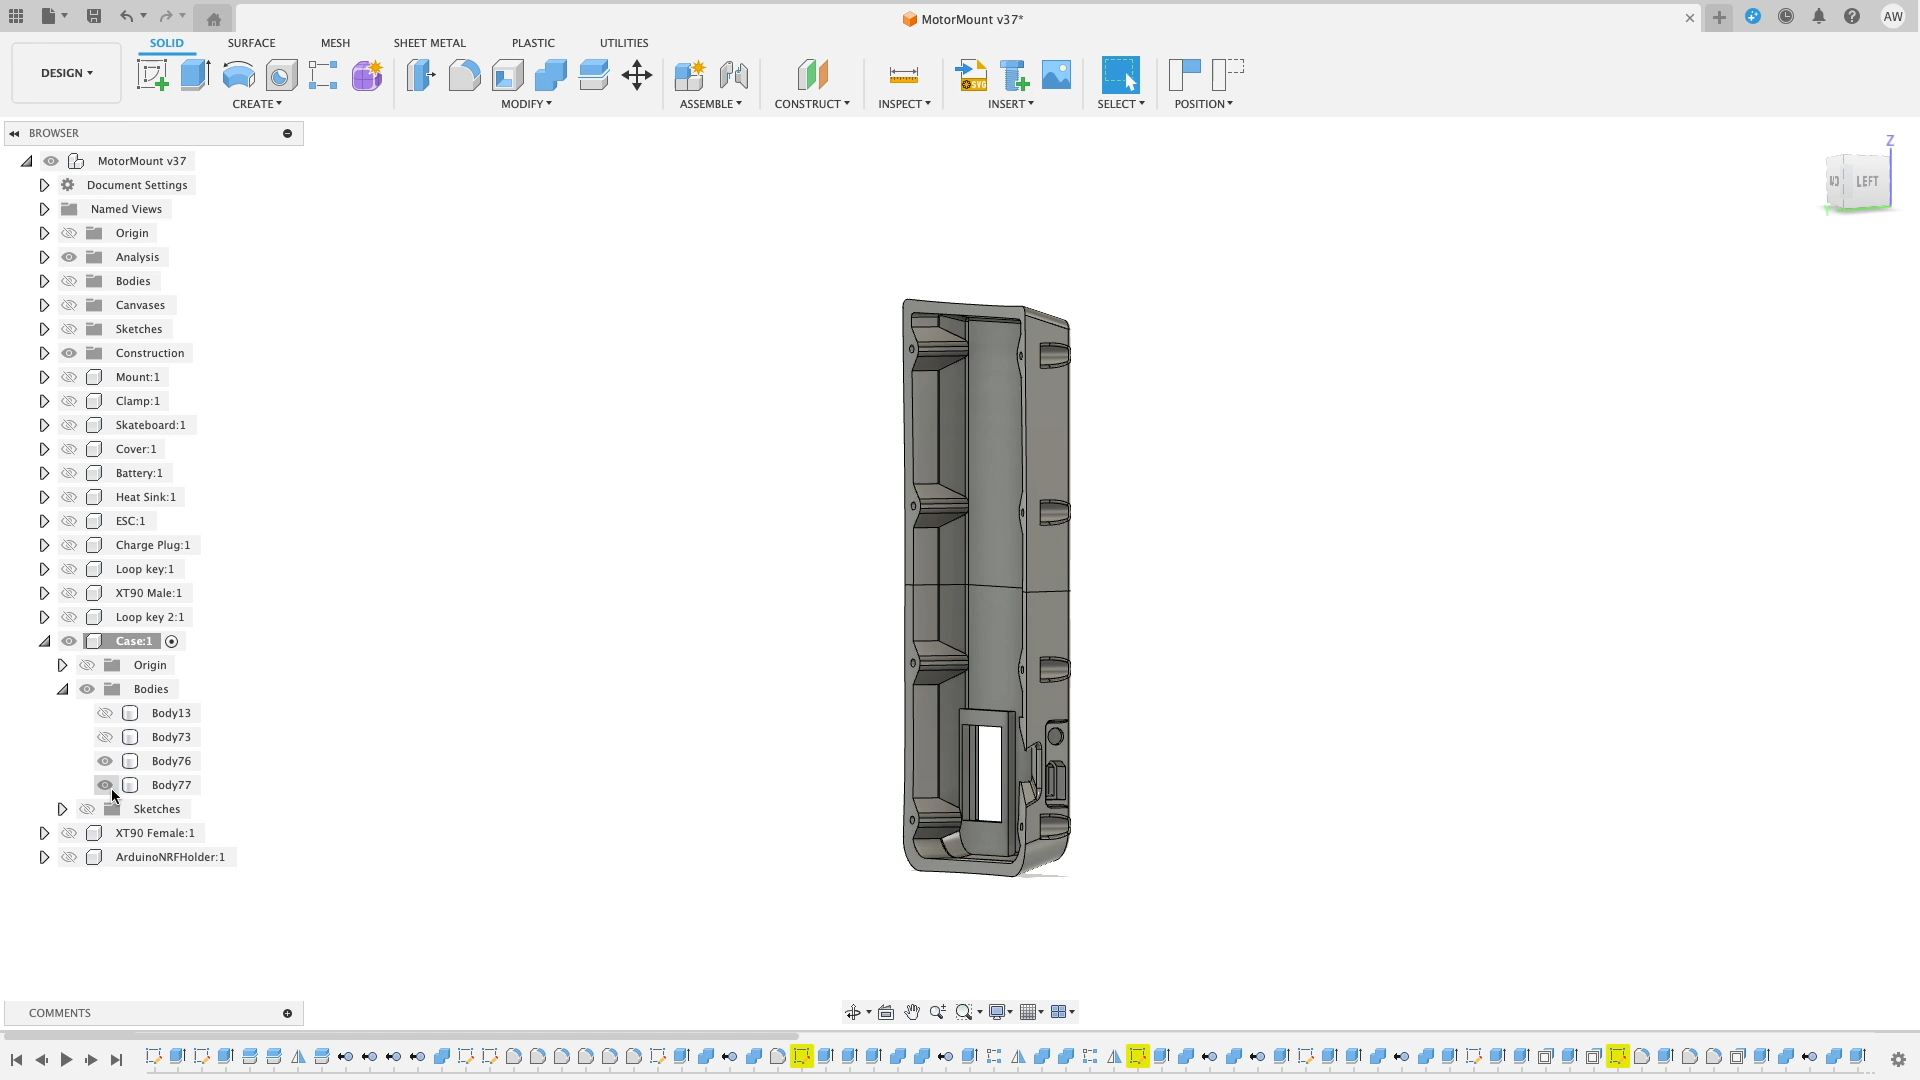 MotorMount v37*
AW
DESIGN
SOLID SURFACE MESH SHEET METAL PLASTIC UTILITIES
SVG
CREATE MODIFY ASSEMBLE CONSTRUCT INSPECT INSERT SELECT POSITION
BROWSER
MotorMount v37
Document Settings
Named Views
Origin
Analysis
Bodies
Canvases
Sketches
Construction
Mount:1
Clamp:1
Skateboard:1
Cover:1
Battery:1
Heat Sink:1
ESC:1
Charge Plug:1
Loop key:1
XT90 Male:1
Loop key 2:1
Case:1
Origin
Bodies
Body13
Body73
Body76
Body77
Sketches
XT90 Female:1
ArduinoNRFHolder:1
Z
LEFT
Y
COMMENTS